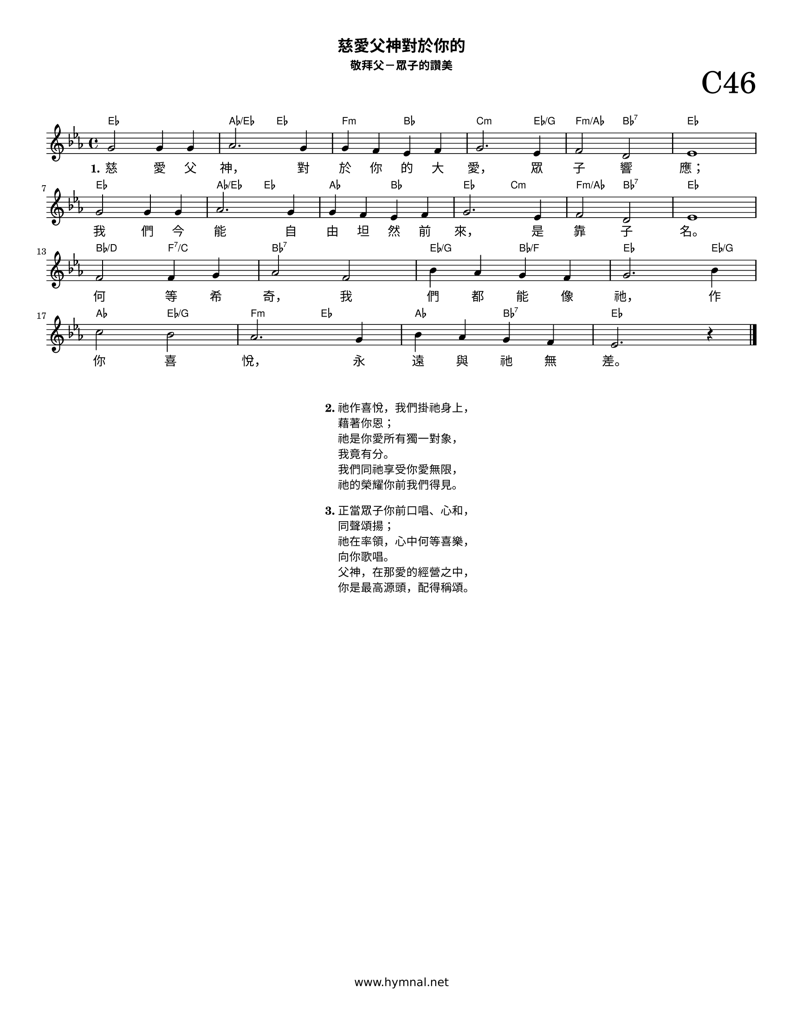 慈愛父神對於你的
敬拜父－眾子的讚美
C46
E♭ A♭/E♭ E♭ Fm B♭ Cm E♭/G Fm/A♭ B♭7 E♭
1. 慈 愛 父 神， 對 於 你 的 大 愛， 眾 子 響 應；
7 E♭ A♭/E♭ E♭ A♭ B♭ E♭ Cm Fm/A♭ B♭7 E♭
我 們 今 能 自 由 坦 然 前 來， 是 靠 子 名。
13 B♭/D F7/C B♭7 E♭/G B♭/F E♭ E♭/G
何 等 希 奇， 我 們 都 能 像 祂， 作
17 A♭ E♭/G Fm E♭ A♭ B♭7 E♭
你 喜 悅， 永 遠 與 祂 無 差。
2. 祂作喜悅，我們掛祂身上，
藉著你恩；
祂是你愛所有獨一對象，
我竟有分。
我們同祂享受你愛無限，
祂的榮耀你前我們得見。
3. 正當眾子你前口唱、心和，
同聲頌揚；
祂在率領，心中何等喜樂，
向你歌唱。
父神，在那愛的經營之中，
你是最高源頭，配得稱頌。
www.hymnal.net